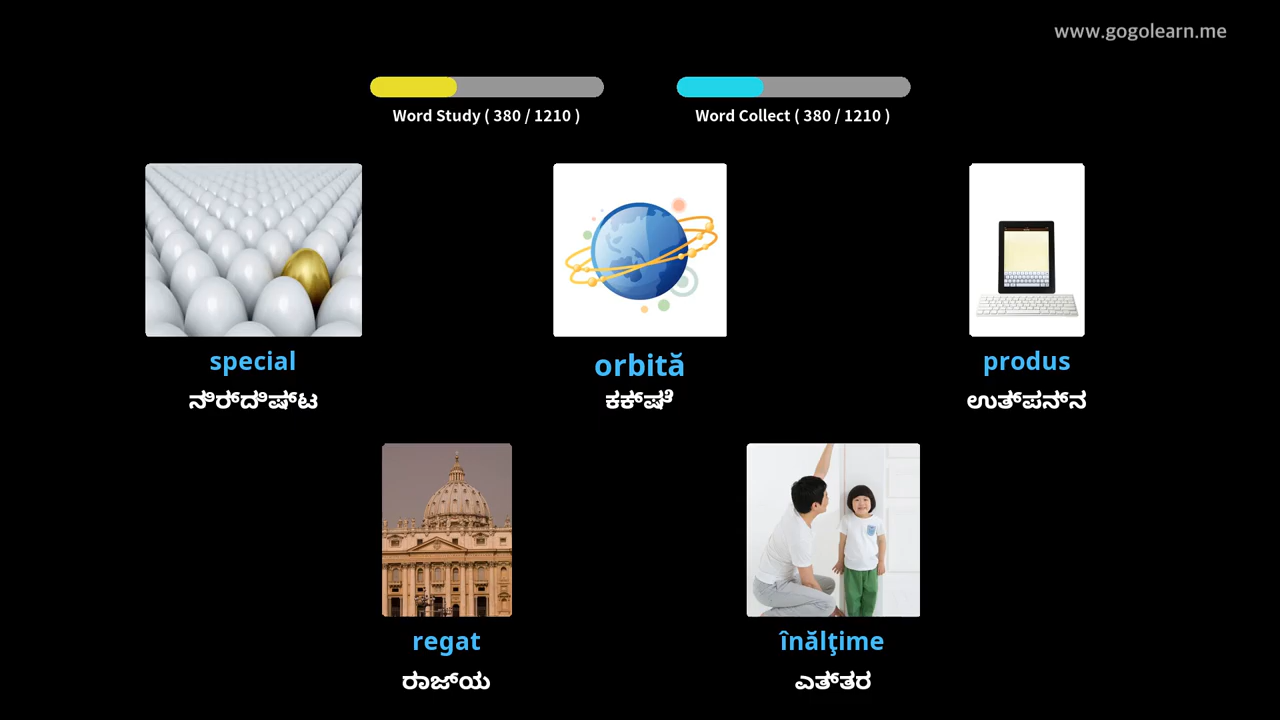 www.gogolearn.me
Word Study ( 380 / 1210 )
Word Collect ( 380 / 1210 )
special
orbită
produs
ನಿರ್ದಿಷ್ಟ
ಕಕ್ಷೆ
ಉತ್ಪನ್ನ
regat
înălţime
ರಾಜ್ಯ
ಎತ್ತರ